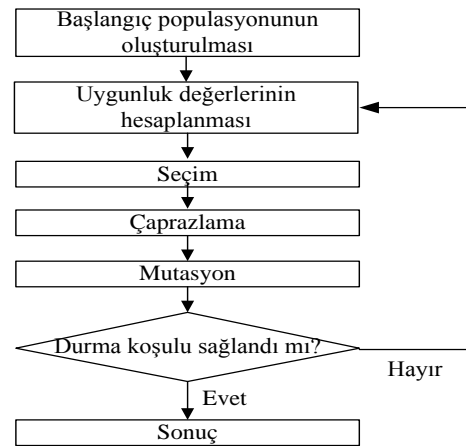 Başlangıç populasyonunun
oluşturulması
Uygunluk değerlerinin
hesaplanması
Seçim
Çaprazlama
Mutasyon
Durma koşulu sağlandı mı?
Hayır
Evet
Sonuç